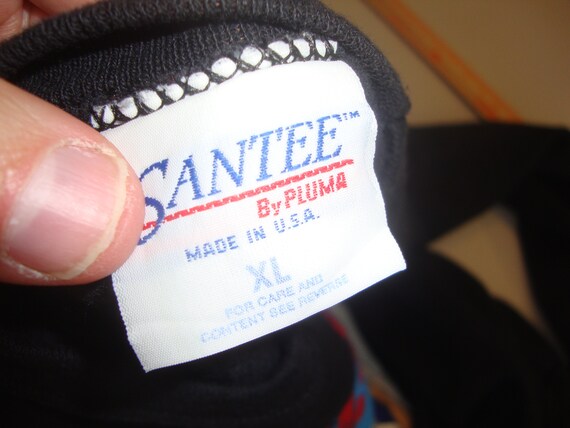 SANTEE™
By PLUMA
MADE IN U.S.A.
XL
FOR CARE AND
CONTENT SEE REVERSE